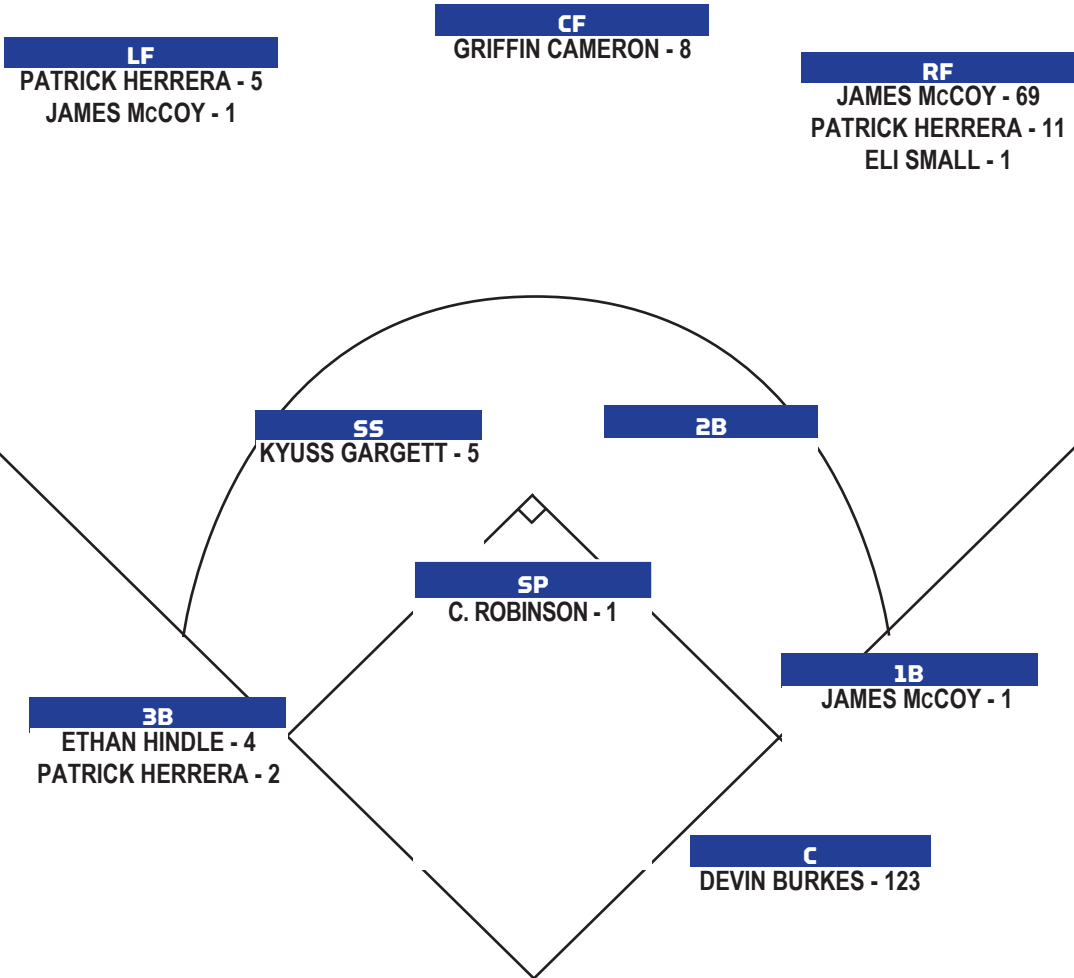 CF
GRIFFIN CAMERON - 8
LF
PATRICK HERRERA - 5
JAMES McCOY - 1
RF
JAMES McCOY - 69
PATRICK HERRERA - 11
ELI SMALL - 1
SS
KYUSS GARGETT - 5
2B
SP
C. ROBINSON - 1
1B
JAMES McCOY - 1
3B
ETHAN HINDLE - 4
PATRICK HERRERA - 2
C
DEVIN BURKES - 123